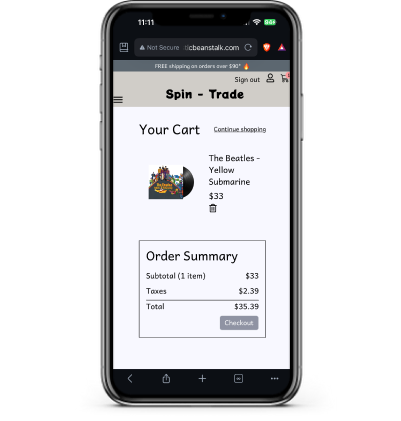 11:11
Not Secure
cbeanstalk.com
FREE shipping on orders over $90* 🔥
Sign out
Spin - Trade
Your Cart
Continue shopping
The Beatles -
Yellow
Submarine
$33
Order Summary
Subtotal (1 item) $33
Taxes $2.39
Total $35.39
Checkout